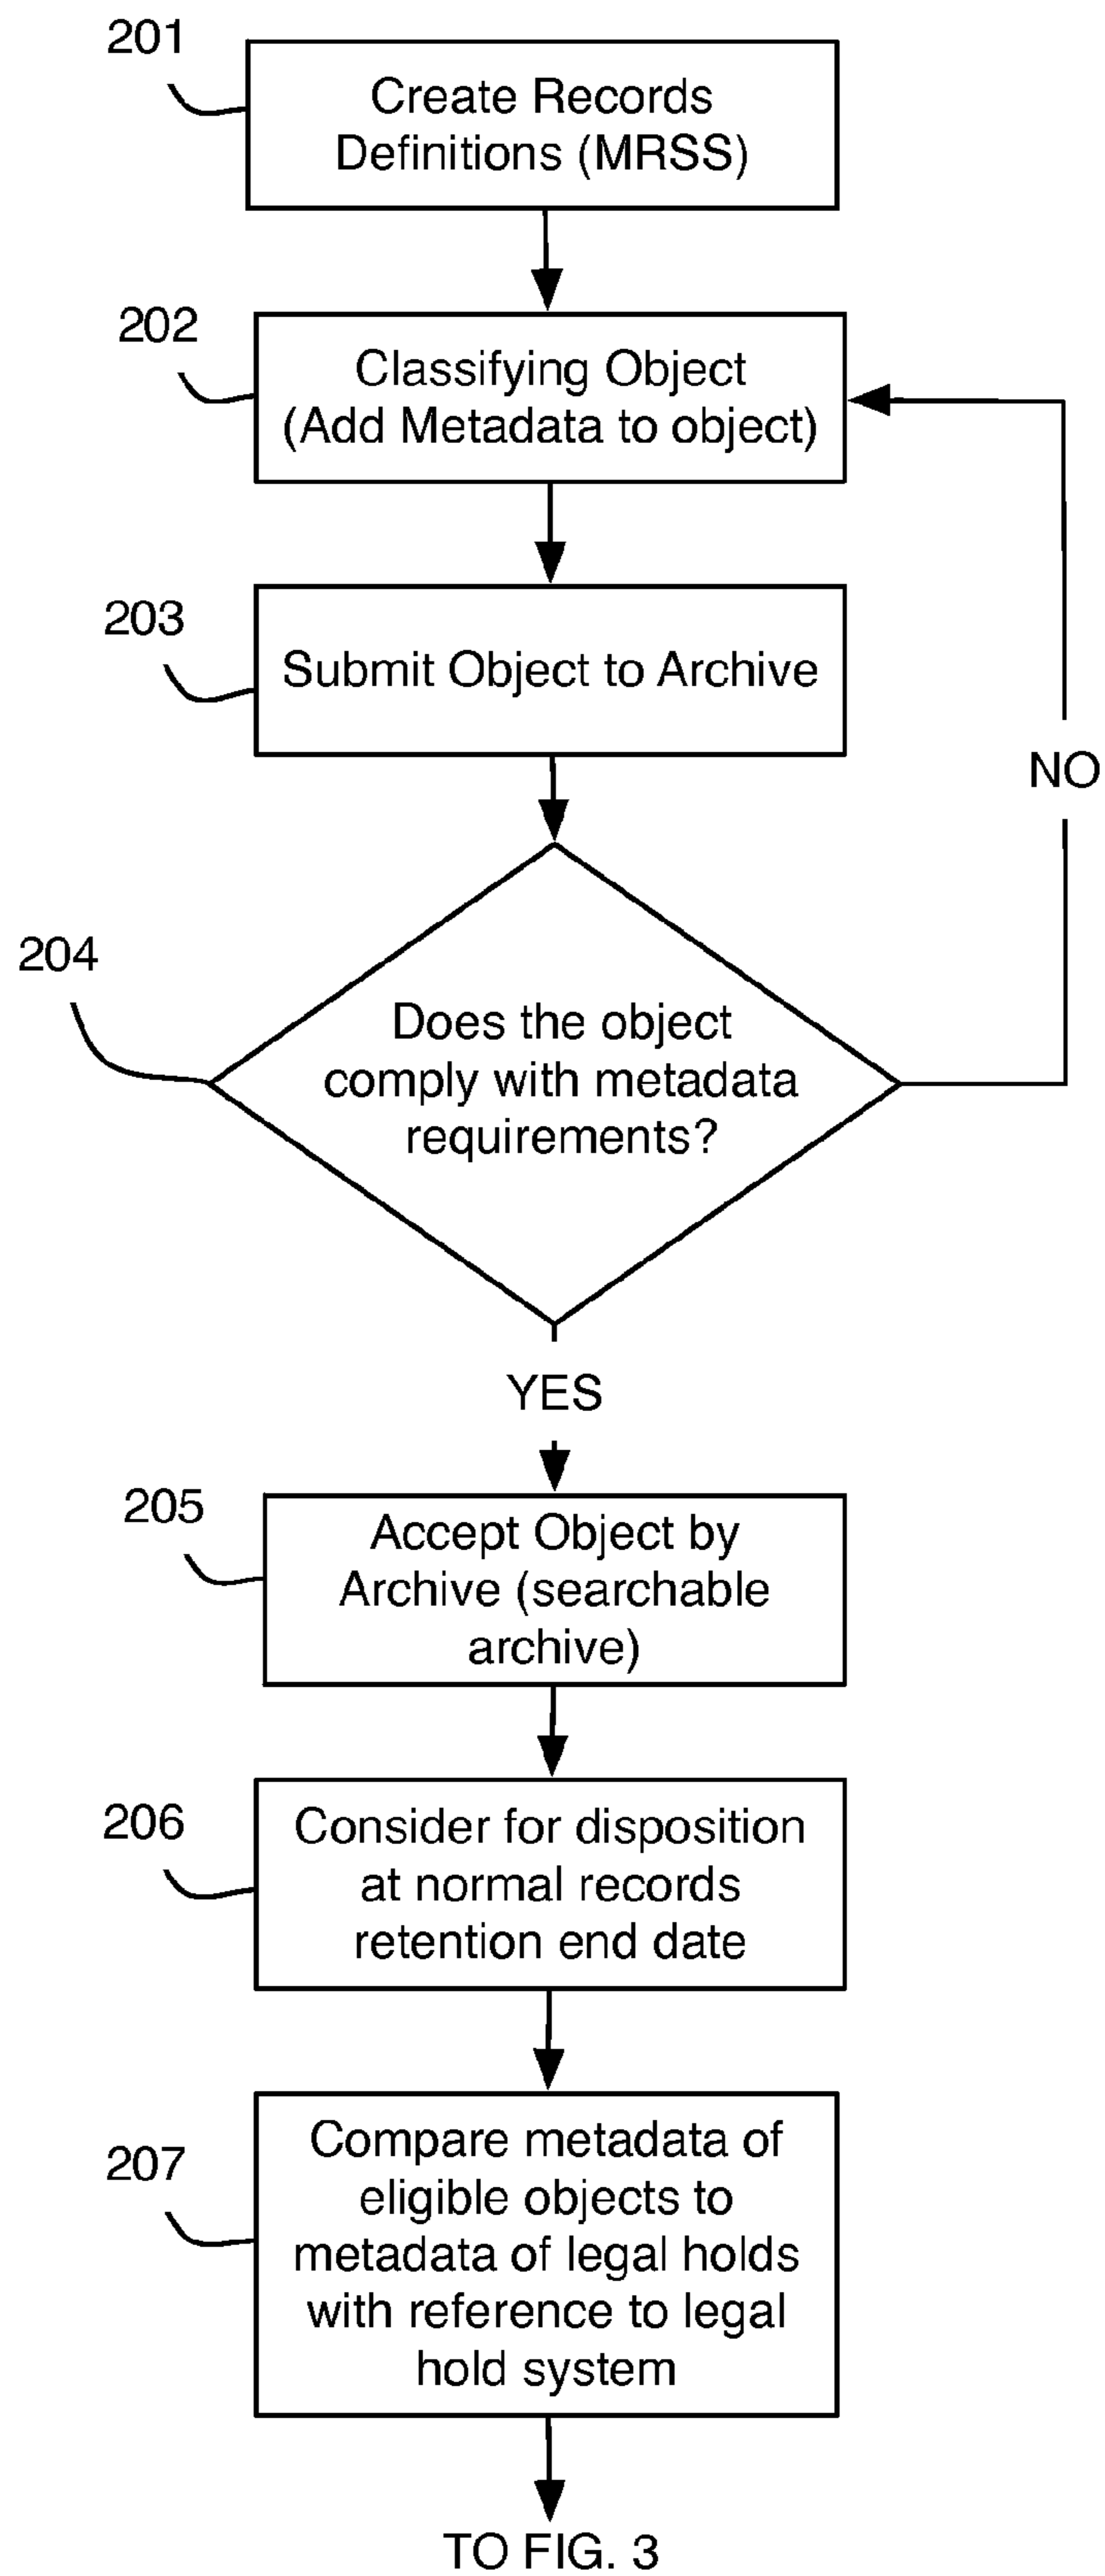 201
Create Records
Definitions (MRSS)
202
Classifying Object
(Add Metadata to object)
203
Submit Object to Archive
NO
204
Does the object
comply with metadata
requirements?
YES
205
Accept Object by
Archive (searchable
archive)
206
Consider for disposition
at normal records
retention end date
207
Compare metadata of
eligible objects to
metadata of legal holds
with reference to legal
hold system
TO FIG. 3